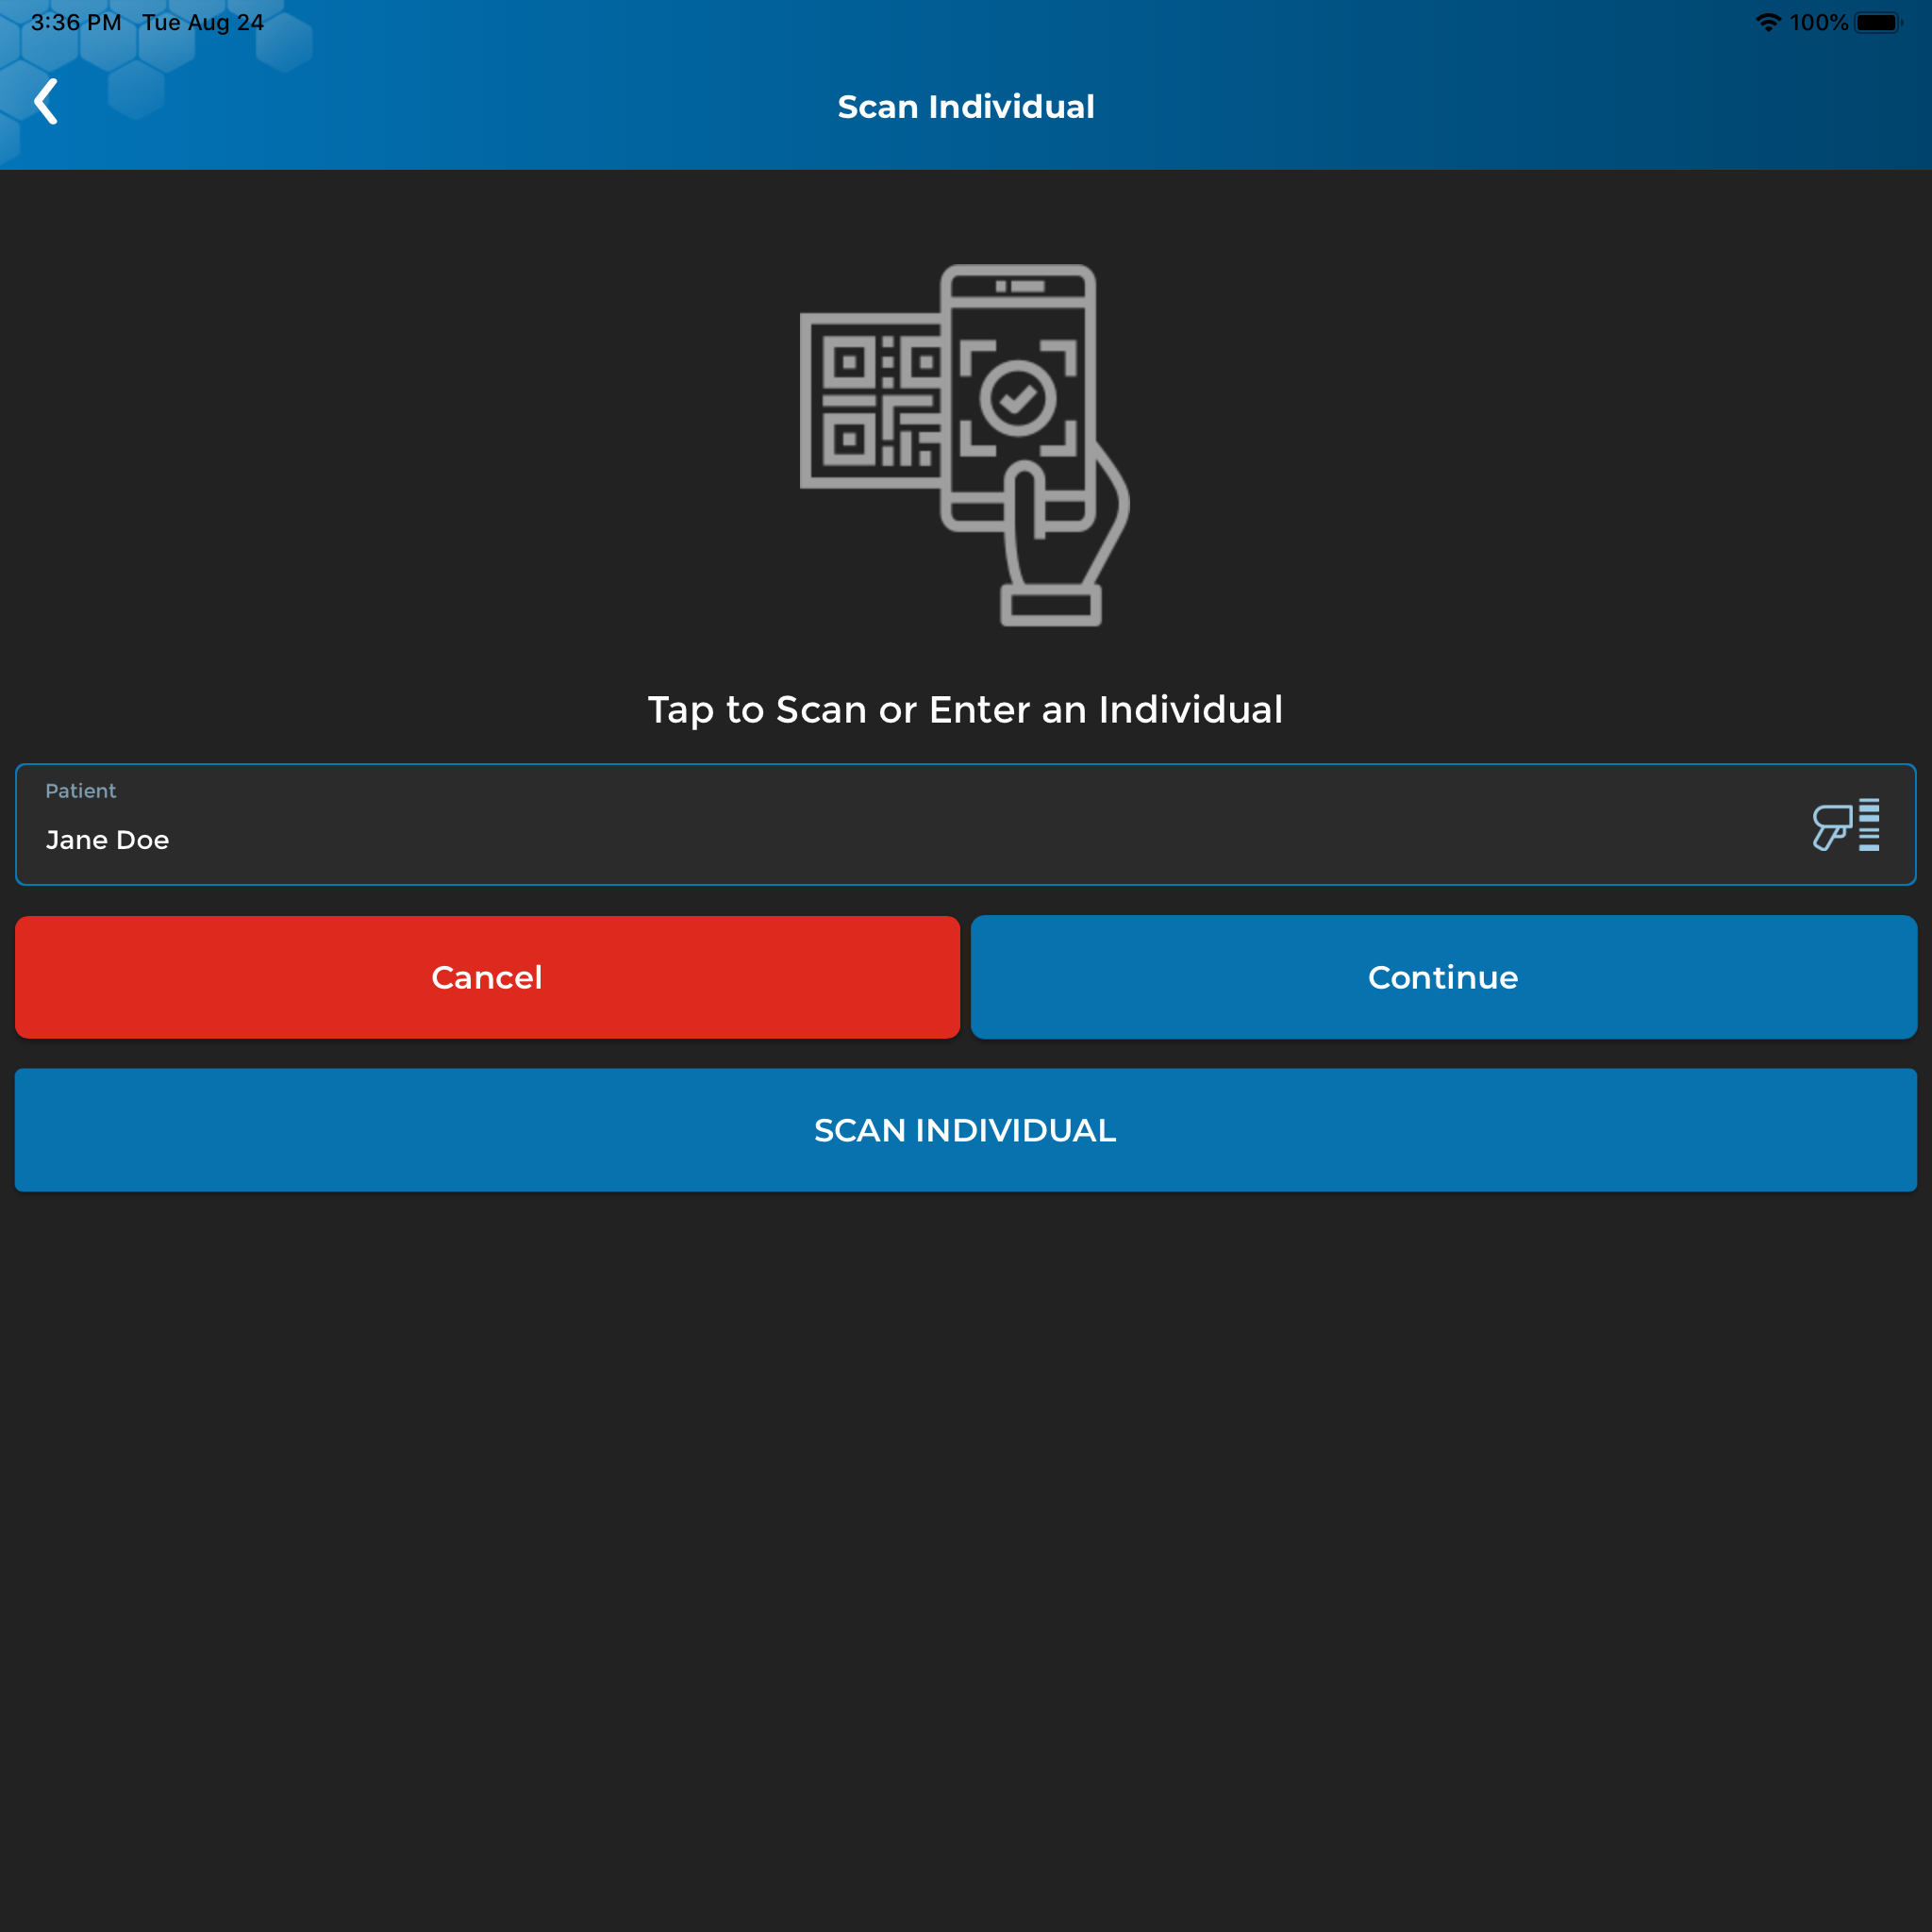 3:36 PM Tue Aug 24 100%
Scan Individual
Tap to Scan or Enter an Individual
Patient
Jane Doe
Cancel Continue
SCAN INDIVIDUAL